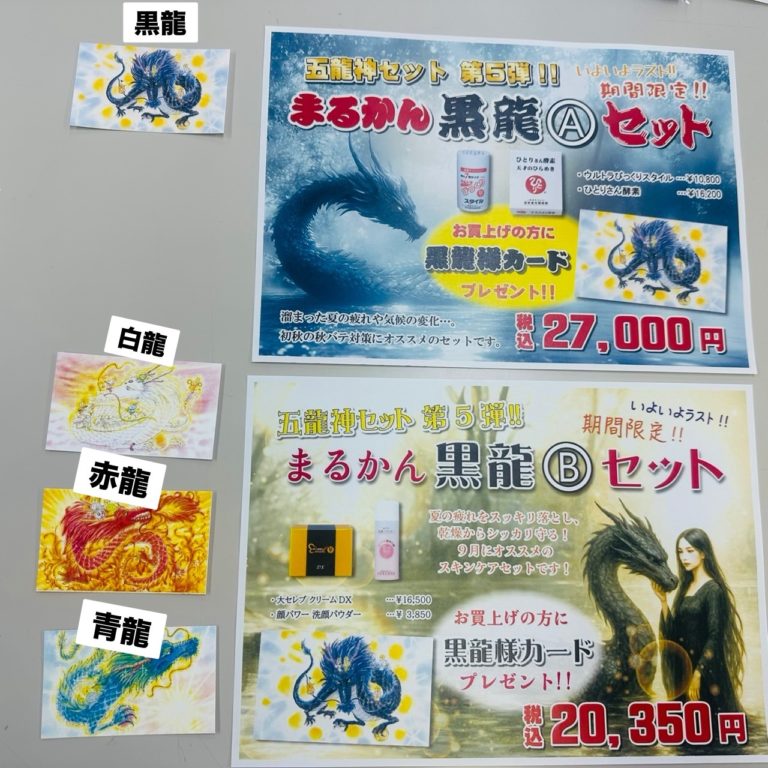 黒龍
白龍
赤龍
青龍
五龍神セット 第5弾!!
いよいよラスト!!
期間限定!!
まるかん 黒龍 Ⓐ セット
スタイル
ひとりさん酵素
天才のひらめき
・ウルトラびっくりスタイル …¥10,800
・ひとりさん酵素 …¥16,200
お買上げの方に
黒龍様カード
プレゼント!!
溜まった夏の疲れや気候の変化…。
初秋の秋バテ対策にオススメのセットです。
税込 27,000円
五龍神セット 第5弾!!
いよいよラスト!!
期間限定!!
まるかん 黒龍 Ⓑ セット
夏の疲れをスッキリ落とし、
乾燥からシッカリ守る!
9月にオススメの
スキンケアセットです!
DX
・大セレブ クリームDX …¥16,500
・顔パワー 洗顔パウダー …¥ 3,850
お買上げの方に
黒龍様カード
プレゼント!!
税込 20,350円